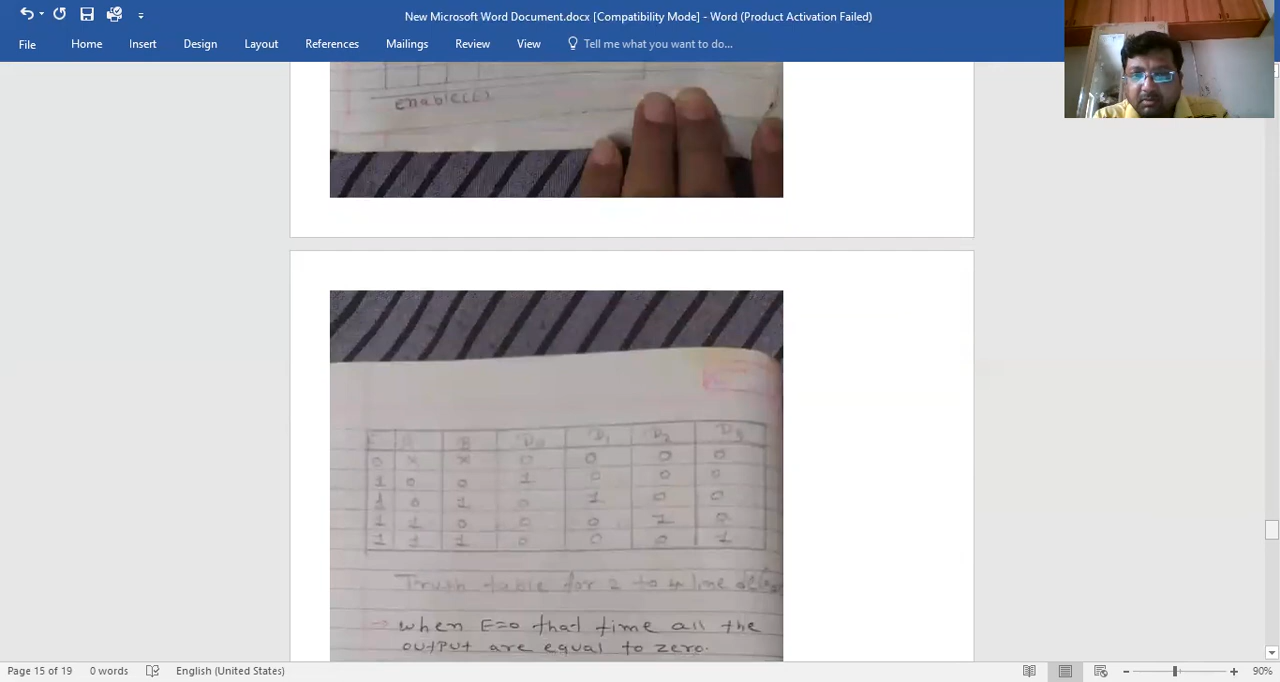 New Microsoft Word Document.docx [Compatibility Mode] - Word (Product Activation Failed)
File Home Insert Design Layout References Mailings Review View Tell me what you want to do...
enable(E)
E A B D0 D1 D2 D3
0 x x 0 0 0 0
1 0 0 1 0 0 0
1 0 1 0 1 0 0
1 1 0 0 0 1 0
1 1 1 0 0 0 1
Truth table for 2 to 4 line
→ when E=0 that time all the
output are equal to zero.
Page 15 of 19 0 words English (United States) 90%